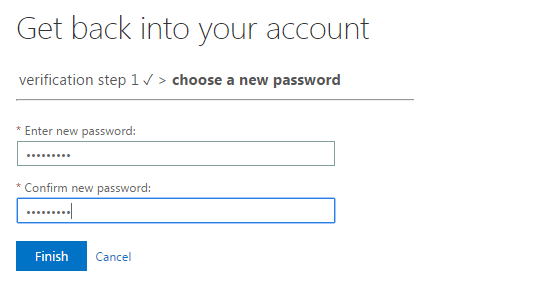 Get back into your account
verification step 1 ✓ > choose a new password
* Enter new password:
•••••••••
* Confirm new password:
•••••••••
Finish Cancel